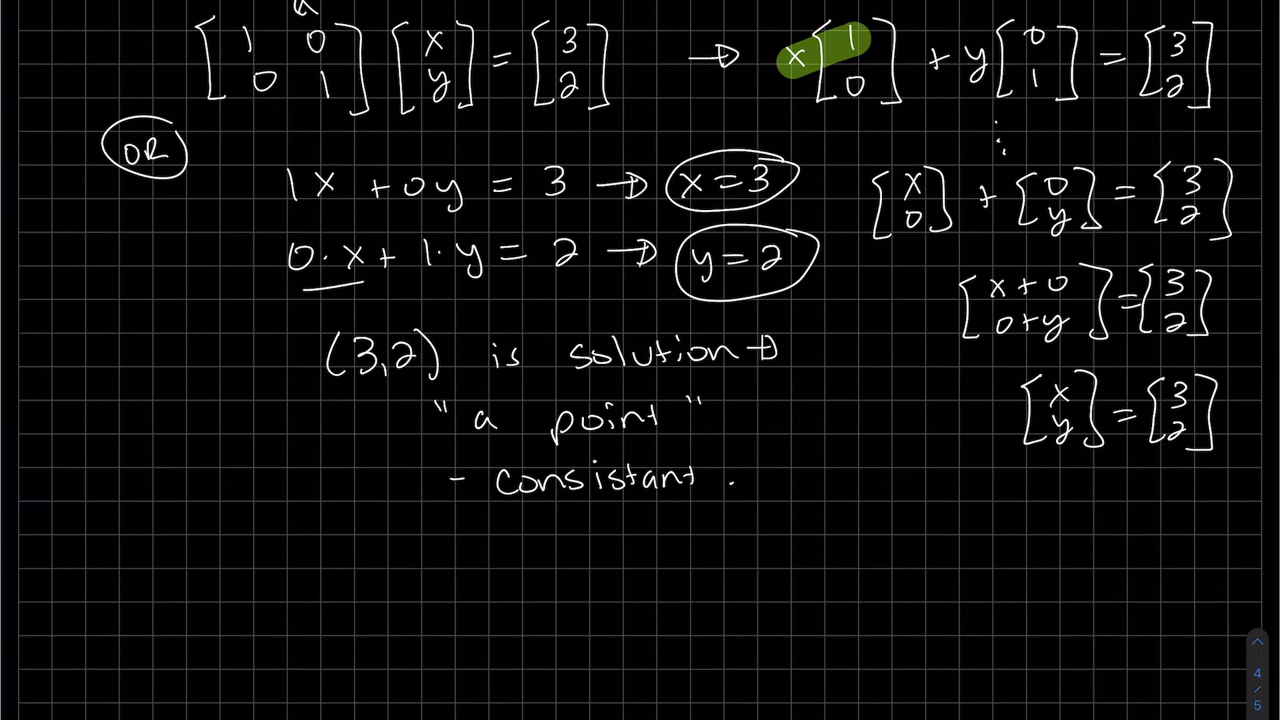 [1 0; 0 1] [x; y] = [3; 2] → x[1; 0] + y[0; 1] = [3; 2]
OR
1x + 0y = 3 → x = 3
[x; 0] + [0; y] = [3; 2]
0·x + 1·y = 2 → y = 2
[x + 0; 0 + y] = [3; 2]
(3,2) is solution →
"a point"
[x; y] = [3; 2]
- consistant .
4
/
5